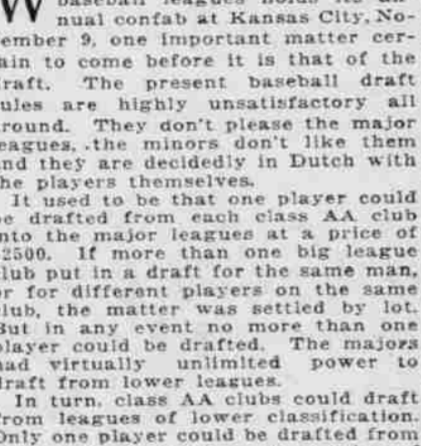 W baseball leagues holds its an-
nual confab at Kansas City, No-
ember 9, one important matter cer-
ain to come before it is that of the
raft. The present baseball draft
ules are highly unsatisfactory all
round. They don't please the major
eagues, the minors don't like them
nd they are decidedly in Dutch with
he players themselves.
It used to be that one player could
e drafted from each class AA club
nto the major leagues at a price of
2500. If more than one big league
lub put in a draft for the same man,
r for different players on the same
lub, the matter was settled by lot.
But in any event no more than one
player could be drafted. The majors
had virtually unlimited power to
draft from lower leagues.
In turn, class AA clubs could draft
from leagues of lower classification.
Only one player could be drafted from